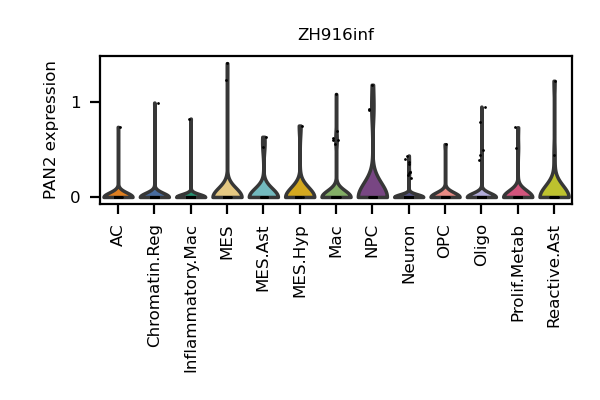 ZH916inf
PAN2 expression
1
0
AC
Chromatin.Reg
Inflammatory.Mac
MES
MES.Ast
MES.Hyp
Mac
NPC
Neuron
OPC
Oligo
Prolif.Metab
Reactive.Ast